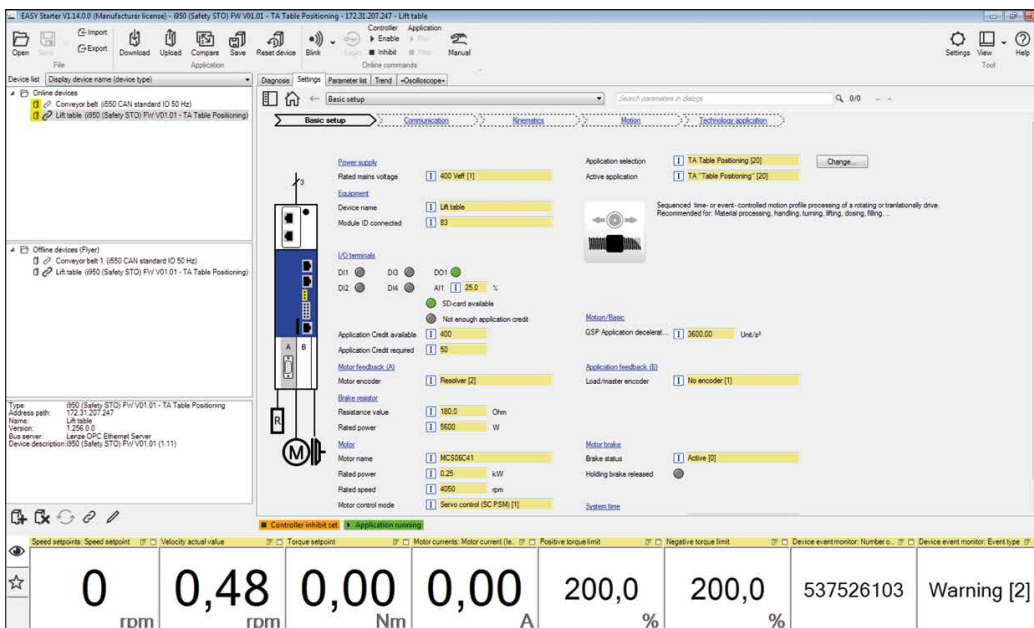 EASY Starter V1.14.0.0 (Manufacturer license) - i950 (Safety STO) FW V01.01 - TA Table Positioning - 172.31.207.247 - Lift table
Open
Save
Import
Export
File
Download
Upload
Compare
Save
Application
Reset device
Blink
Login
Controller
Enable
Inhibit
Application
Run
Stop
Manual
Online commands
Settings
View
Help
Tool
Device list
Display device name (device type)
Online devices
Conveyor belt (i550 CAN standard IO 50 Hz)
Lift table (i950 (Safety STO) FW V01.01 - TA Table Positioning)
Offline devices (Flyer)
Conveyor belt 1 (i550 CAN standard IO 50 Hz)
Lift table (i950 (Safety STO) FW V01.01 - TA Table Positioning)
Type: i950 (Safety STO) FW V01.01 - TA Table Positioning
Address path: 172.31.207.247
Name: Lift table
Version: 1.256.0.0
Bus server: Lenze OPC Ethernet Server
Device description: i950 (Safety STO) FW V01.01 (1.11)
Diagnosis Settings Parameter list Trend +Oscilloscope+
Basic setup
Search parameters in dialogs
0/0
Basic setup Communication Kinematics Motion Technology application
3
A B
R
M
Power supply
Rated mains voltage I 400 Veff [1]
Equipment
Device name I Lift table
Module ID connected I 83
I/O terminals
DI1 DI3 DO1
DI2 DI4 AI1 I 25,0 %
SD-card available
Not enough application credit
Application Credit available I 400
Application Credit required I 50
Motor feedback (A)
Motor encoder I Resolver [2]
Brake resistor
Resistance value I 180,0 Ohm
Rated power I 5600 W
Motor
Motor name I MCS06C41
Rated power I 0,25 kW
Rated speed I 4050 rpm
Motor control mode I Servo control (SC PSM) [1]
Application selection I TA Table Positioning [20] Change...
Active application I TA "Table Positioning" [20]
Sequenced time- or event- controlled motion profile processing of a rotating or tranlationally drive.
Recommended for: Material processing, handling, turning, lifting, dosing, filling, ...
Motion/Basic
QSP Application decelerat... I 3600,00 Unit/s²
Application feedback (B)
Load/master encoder I No encoder [1]
Motor brake
Brake status I Active [0]
Holding brake released
System time
Controller inhibit set
Application running
Speed setpoints: Speed setpoint
0
rpm
Velocity actual value
0,48
rpm
Torque setpoint
0,00
Nm
Motor currents: Motor current (Ie..
0,00
A
Positive torque limit
200,0
%
Negative torque limit
200,0
%
Device event monitor: Number o..
537526103
Device event monitor: Event type
Warning [2]